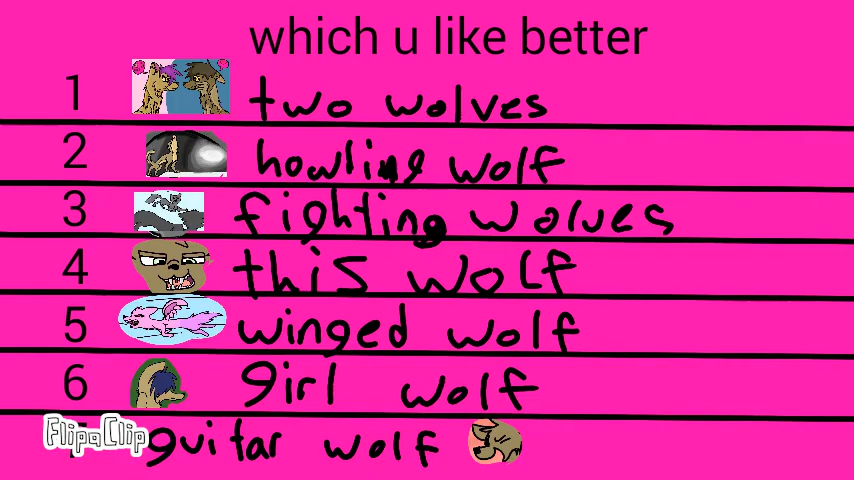 which u like better
1 two wolves
2 howling wolf
3 fighting wolves
4 this wolf
5 winged wolf
6 girl wolf
FlipaClip guitar wolf